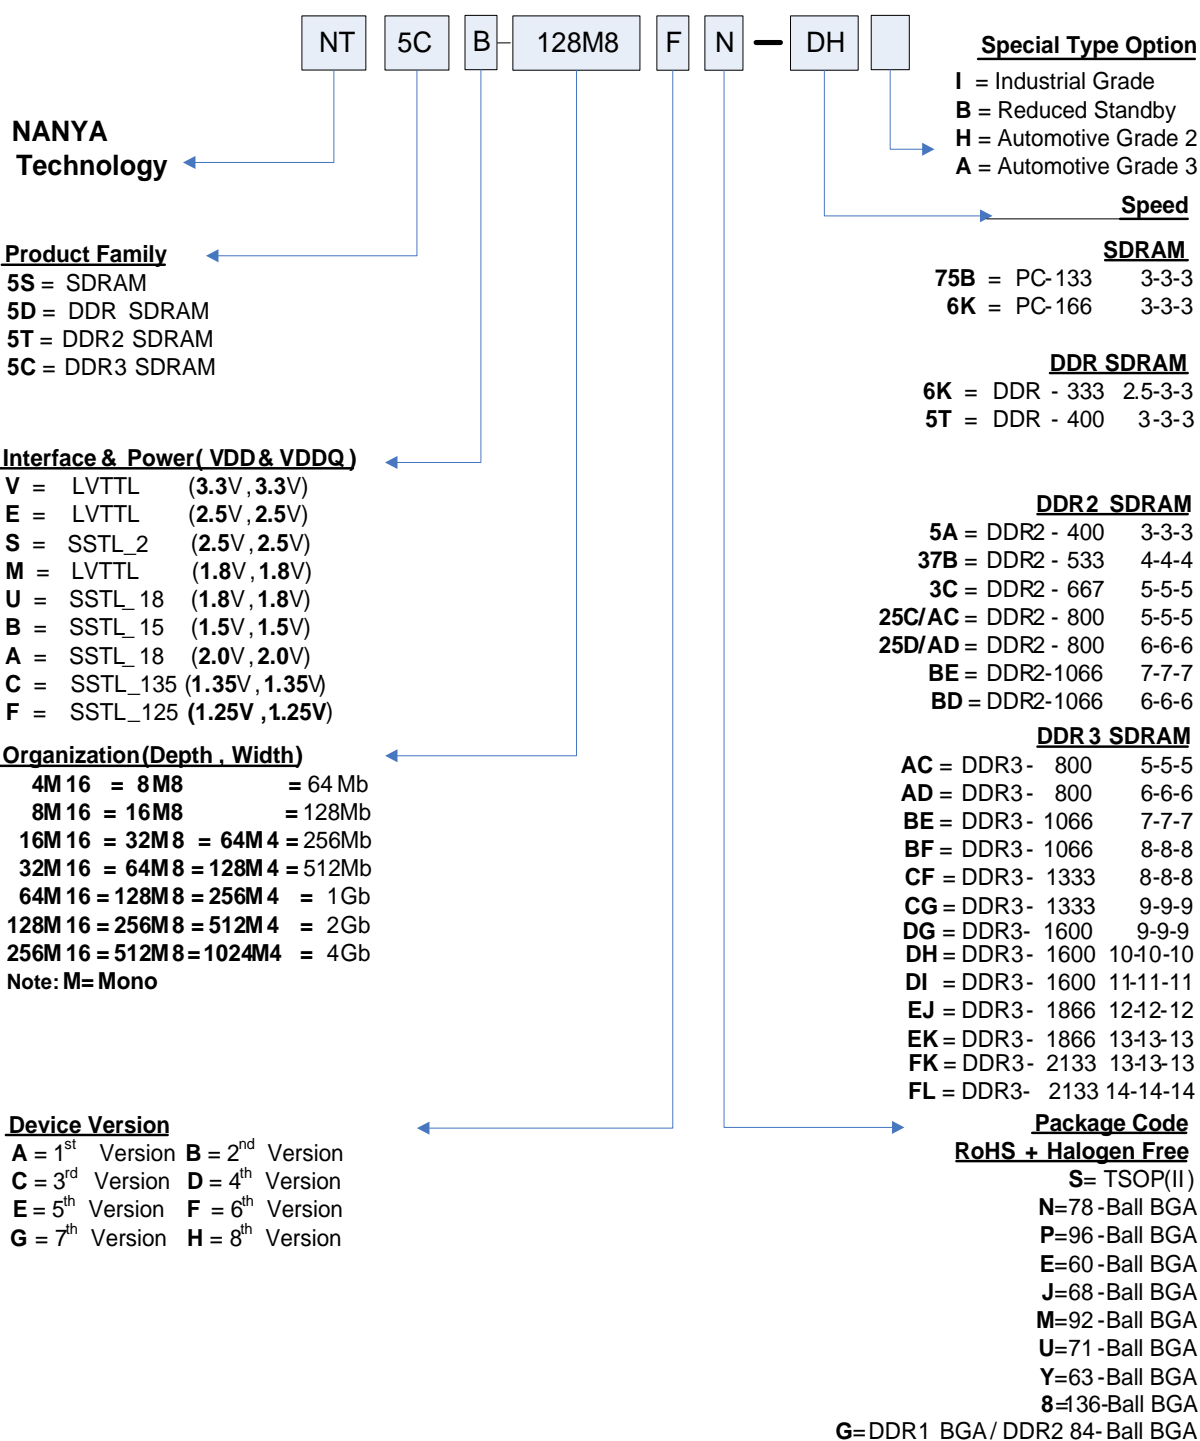 NT 5C B - 128M8 F N — DH
NANYA
Technology
Product Family
5S = SDRAM
5D = DDR SDRAM
5T = DDR2 SDRAM
5C = DDR3 SDRAM
Interface & Power( VDD & VDDQ )
V = LVTTL (3.3V, 3.3V)
E = LVTTL (2.5V, 2.5V)
S = SSTL_2 (2.5V, 2.5V)
M = LVTTL (1.8V, 1.8V)
U = SSTL_18 (1.8V, 1.8V)
B = SSTL_15 (1.5V, 1.5V)
A = SSTL_18 (2.0V, 2.0V)
C = SSTL_135 (1.35V, 1.35V)
F = SSTL_125 (1.25V ,1.25V)
Organization(Depth , Width)
4M16 = 8M8 = 64 Mb
8M16 = 16M8 = 128Mb
16M16 = 32M8 = 64M4 = 256Mb
32M16 = 64M8 = 128M4 = 512Mb
64M16 = 128M8 = 256M4 = 1Gb
128M16 = 256M8 = 512M4 = 2Gb
256M16 = 512M8 = 1024M4 = 4Gb
Note: M= Mono
Device Version
A = 1st Version B = 2nd Version
C = 3rd Version D = 4th Version
E = 5th Version F = 6th Version
G = 7th Version H = 8th Version
Special Type Option
I = Industrial Grade
B = Reduced Standby
H = Automotive Grade 2
A = Automotive Grade 3
Speed
SDRAM
75B = PC-133 3-3-3
6K = PC-166 3-3-3
DDR SDRAM
6K = DDR - 333 2.5-3-3
5T = DDR - 400 3-3-3
DDR2 SDRAM
5A = DDR2 - 400 3-3-3
37B = DDR2 - 533 4-4-4
3C = DDR2 - 667 5-5-5
25C/AC = DDR2 - 800 5-5-5
25D/AD = DDR2 - 800 6-6-6
BE = DDR2-1066 7-7-7
BD = DDR2-1066 6-6-6
DDR3 SDRAM
AC = DDR3- 800 5-5-5
AD = DDR3- 800 6-6-6
BE = DDR3- 1066 7-7-7
BF = DDR3- 1066 8-8-8
CF = DDR3- 1333 8-8-8
CG = DDR3- 1333 9-9-9
DG = DDR3- 1600 9-9-9
DH = DDR3- 1600 10-10-10
DI = DDR3- 1600 11-11-11
EJ = DDR3- 1866 12-12-12
EK = DDR3- 1866 13-13-13
FK = DDR3- 2133 13-13-13
FL = DDR3- 2133 14-14-14
Package Code
RoHS + Halogen Free
S= TSOP(II)
N=78-Ball BGA
P=96-Ball BGA
E=60-Ball BGA
J=68-Ball BGA
M=92-Ball BGA
U=71-Ball BGA
Y=63-Ball BGA
8=136-Ball BGA
G=DDR1 BGA / DDR2 84-Ball BGA